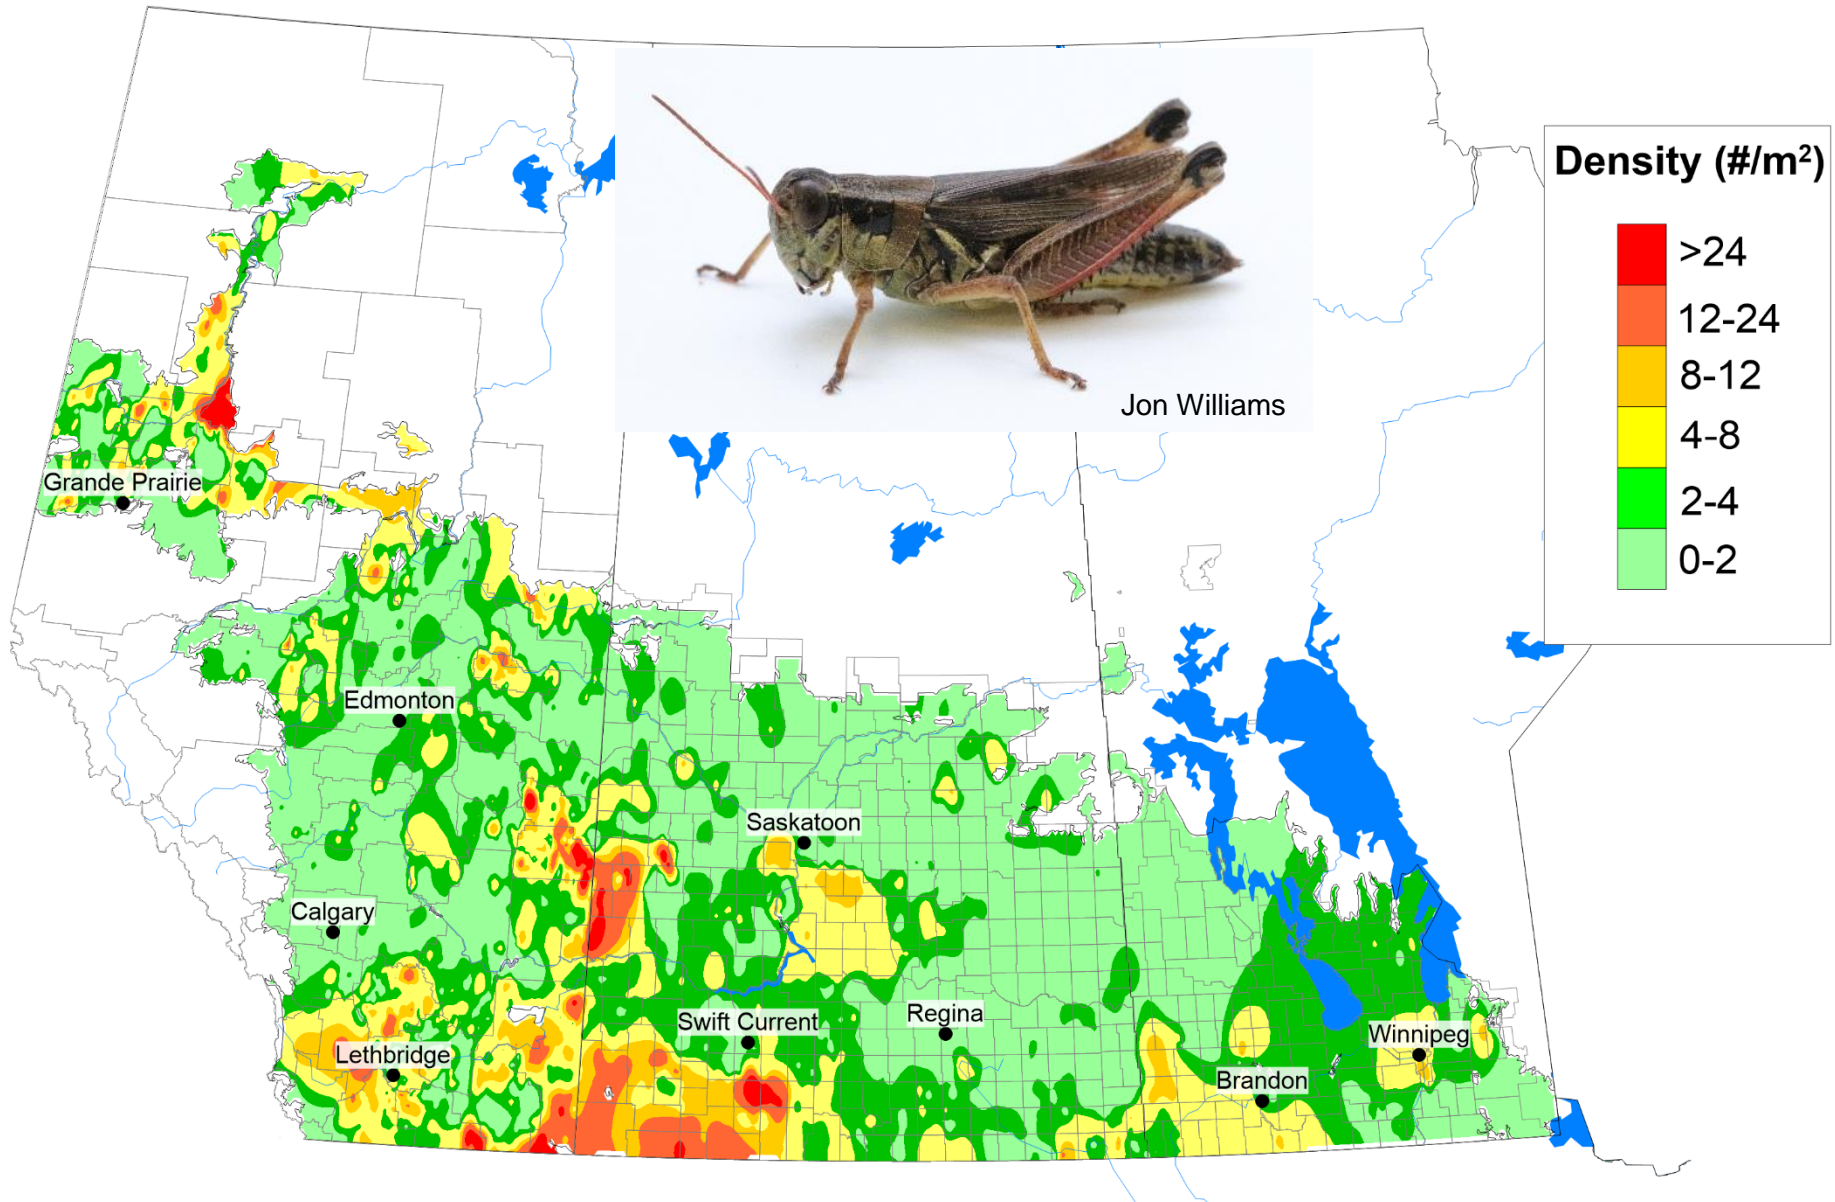 Jon Williams
Density (#/m²)
>24
12-24
8-12
4-8
2-4
0-2
Grande Prairie
Edmonton
Saskatoon
Calgary
Swift Current
Regina
Lethbridge
Winnipeg
Brandon